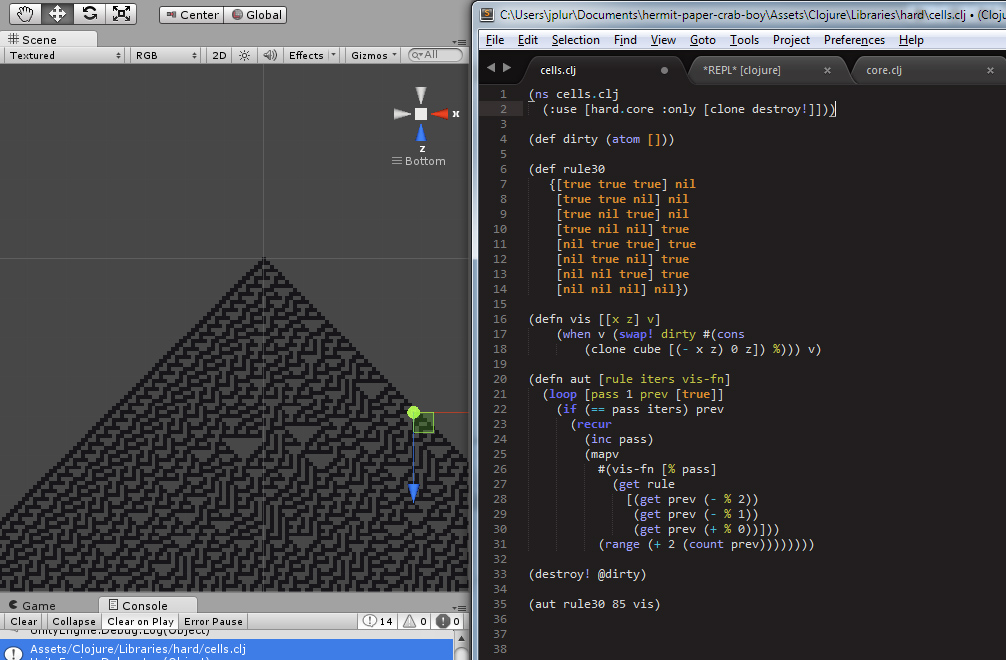 Center
Global
Scene
Textured
RGB
2D
Effects
Gizmos
All
x
z
Bottom
Game
Console
Clear
Collapse
Clear on Play
Error Pause
14
0
0
UnityEngine.Debug:Log(Object)
Assets/Clojure/Libraries/hard/cells.clj
C:\Users\jplur\Documents\hermit-paper-crab-boy\Assets\Clojure\Libraries\hard\cells.clj • (Cloju
File Edit Selection Find View Goto Tools Project Preferences Help
cells.clj
*REPL* [clojure]
core.clj
1 (ns cells.clj
2   (:use [hard.core :only [clone destroy!]]))
3
4 (def dirty (atom []))
5
6 (def rule30
7    {[true true true] nil
8     [true true nil] nil
9     [true nil true] nil
10     [true nil nil] true
11     [nil true true] true
12     [nil true nil] true
13     [nil nil true] true
14     [nil nil nil] nil})
15
16 (defn vis [[x z] v]
17     (when v (swap! dirty #(cons
18         (clone cube [(- x z) 0 z]) %))) v)
19
20 (defn aut [rule iters vis-fn]
21   (loop [pass 1 prev [true]]
22     (if (== pass iters) prev
23       (recur
24         (inc pass)
25         (mapv
26           #(vis-fn [% pass]
27             (get rule
28               [(get prev (- % 2))
29                (get prev (- % 1))
30                (get prev (+ % 0))]))
31           (range (+ 2 (count prev))))))))
32
33 (destroy! @dirty)
34
35 (aut rule30 85 vis)
36
37
38